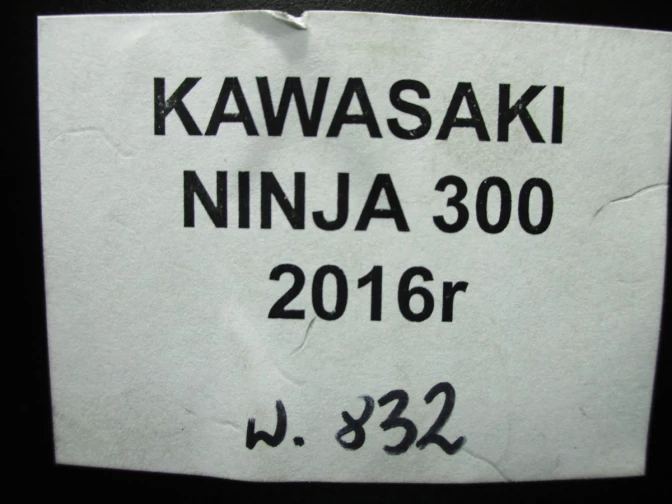 KAWASAKI
NINJA 300
2016r
w. 832